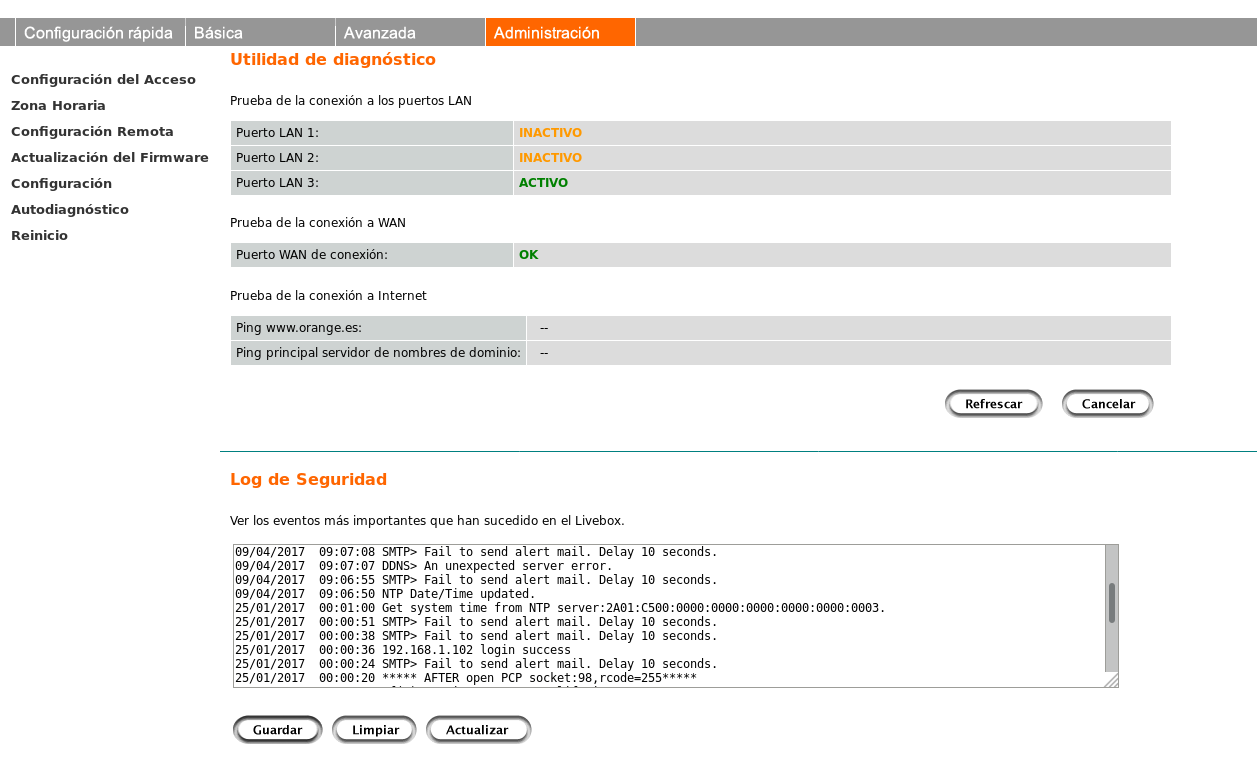 Configuración rápida Básica Avanzada Administración
Configuración del Acceso
Zona Horaria
Configuración Remota
Actualización del Firmware
Configuración
Autodiagnóstico
Reinicio
Utilidad de diagnóstico
Prueba de la conexión a los puertos LAN
Puerto LAN 1: INACTIVO
Puerto LAN 2: INACTIVO
Puerto LAN 3: ACTIVO
Prueba de la conexión a WAN
Puerto WAN de conexión: OK
Prueba de la conexión a Internet
Ping www.orange.es: --
Ping principal servidor de nombres de dominio: --
Refrescar Cancelar
Log de Seguridad
Ver los eventos más importantes que han sucedido en el Livebox.
09/04/2017 09:07:08 SMTP> Fail to send alert mail. Delay 10 seconds.
09/04/2017 09:07:07 DDNS> An unexpected server error.
09/04/2017 09:06:55 SMTP> Fail to send alert mail. Delay 10 seconds.
09/04/2017 09:06:50 NTP Date/Time updated.
25/01/2017 00:01:00 Get system time from NTP server:2A01:C500:0000:0000:0000:0000:0000:0003.
25/01/2017 00:00:51 SMTP> Fail to send alert mail. Delay 10 seconds.
25/01/2017 00:00:38 SMTP> Fail to send alert mail. Delay 10 seconds.
25/01/2017 00:00:36 192.168.1.102 login success
25/01/2017 00:00:24 SMTP> Fail to send alert mail. Delay 10 seconds.
25/01/2017 00:00:20 ***** AFTER open PCP socket:98,rcode=255*****
Guardar Limpiar Actualizar